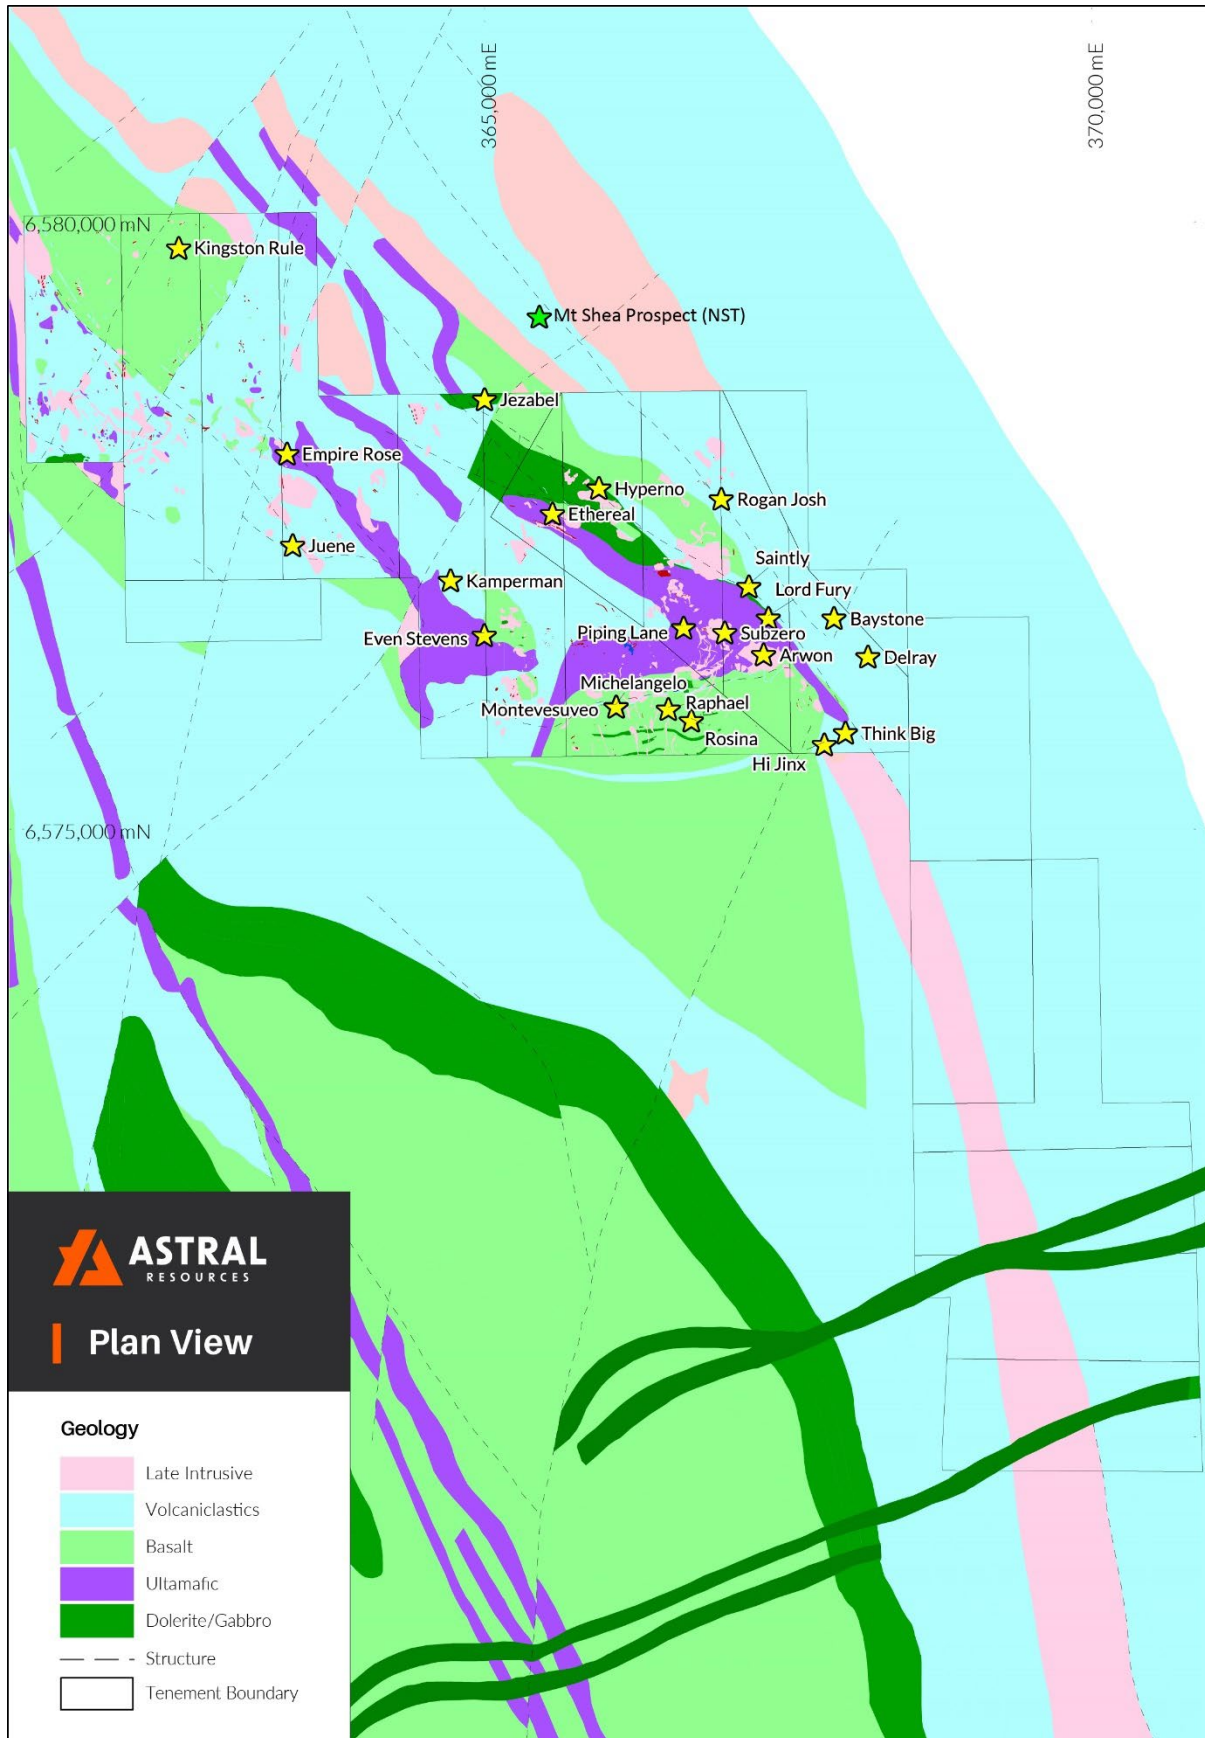 365,000 mE
370,000 mE
6,580,000 mN
Kingston Rule
Mt Shea Prospect (NST)
Jezabel
Empire Rose
Hyperno
Rogan Josh
Ethereal
Juene
Saintly
Kamperman
Lord Fury
Baystone
Even Stevens
Piping Lane
Subzero
Arwon
Delray
Michelangelo
Montevesuveo
Raphael
Rosina
Think Big
Hi Jinx
6,575,000 mN
ASTRAL
RESOURCES
Plan View
Geology
Late Intrusive
Volcaniclastics
Basalt
Ultamafic
Dolerite/Gabbro
Structure
Tenement Boundary